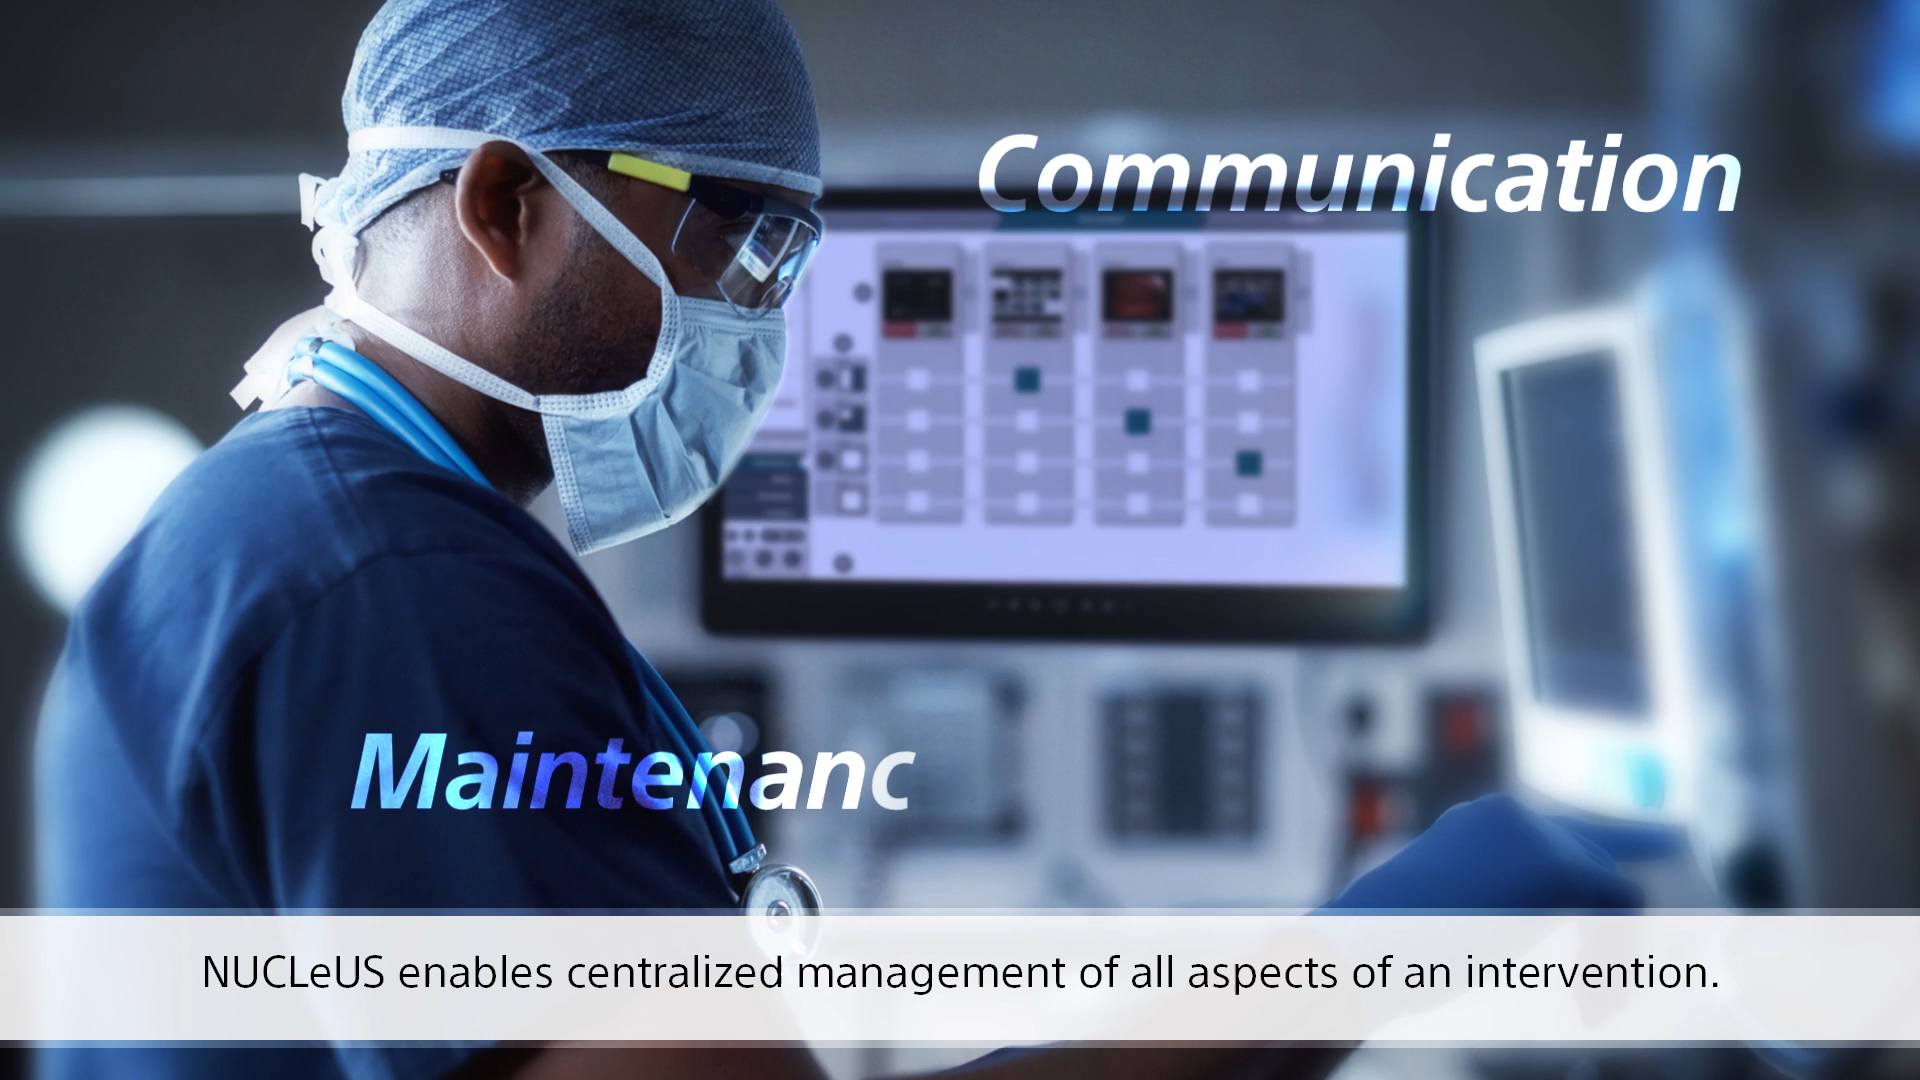 Communication
Maintenanc
NUCLeUS enables centralized management of all aspects of an intervention.